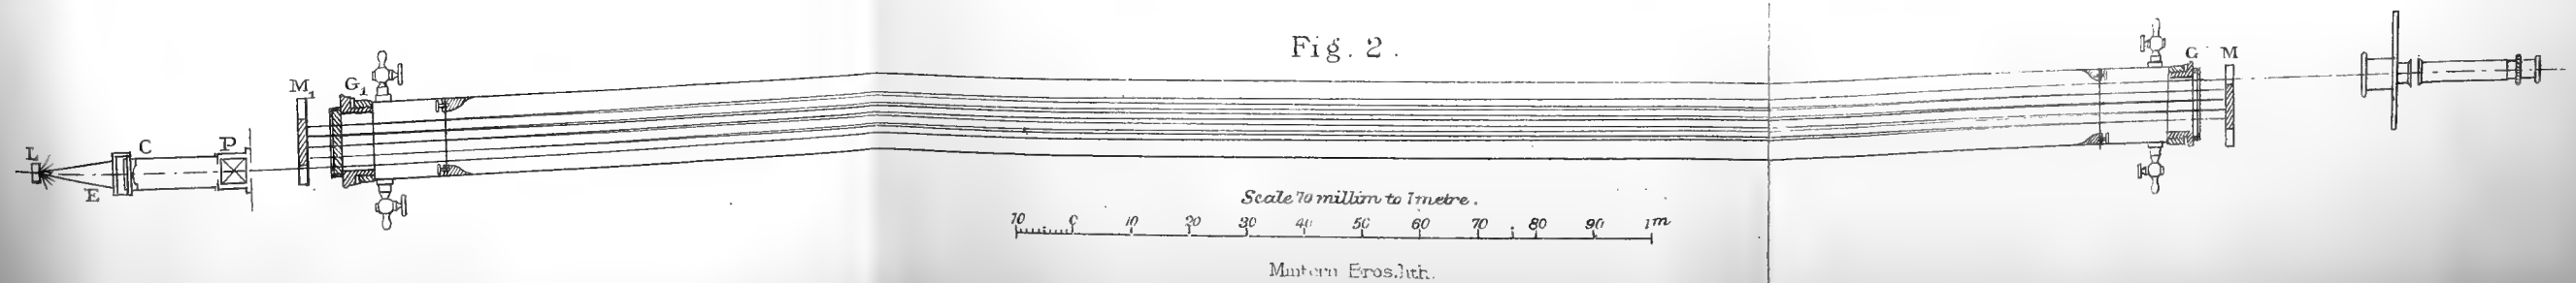 Fig. 2.
M₁ G₁ G M
L C P
E
Scale 70 millim to 1 metre.
10 0 10 20 30 40 50 60 70 80 90 1m
Mintern Bros. lith.